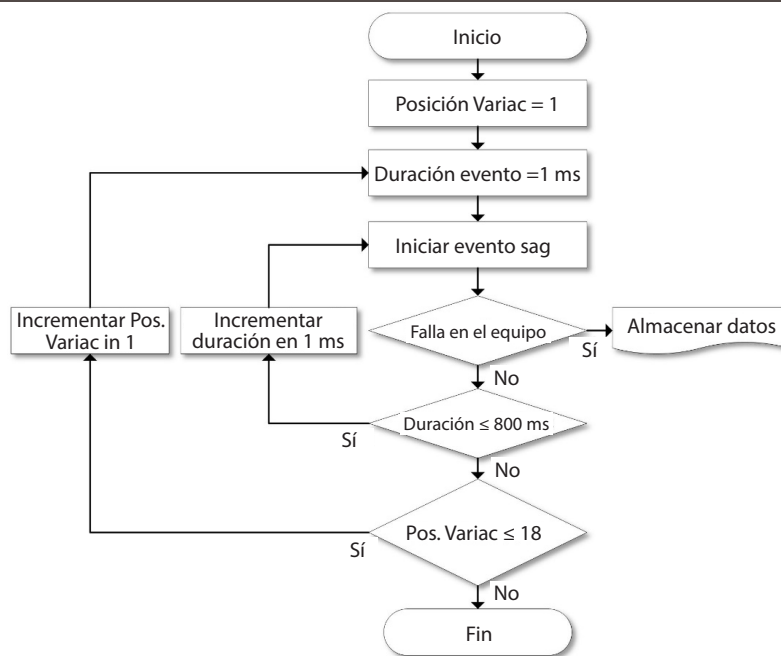 Inicio
Posición Variac = 1
Duración evento =1 ms
Iniciar evento sag
Incrementar Pos.
Variac in 1
Incrementar
duración en 1 ms
Falla en el equipo
Sí
Almacenar datos
No
Duración ≤ 800 ms
Sí
No
Pos. Variac ≤ 18
Sí
No
Fin